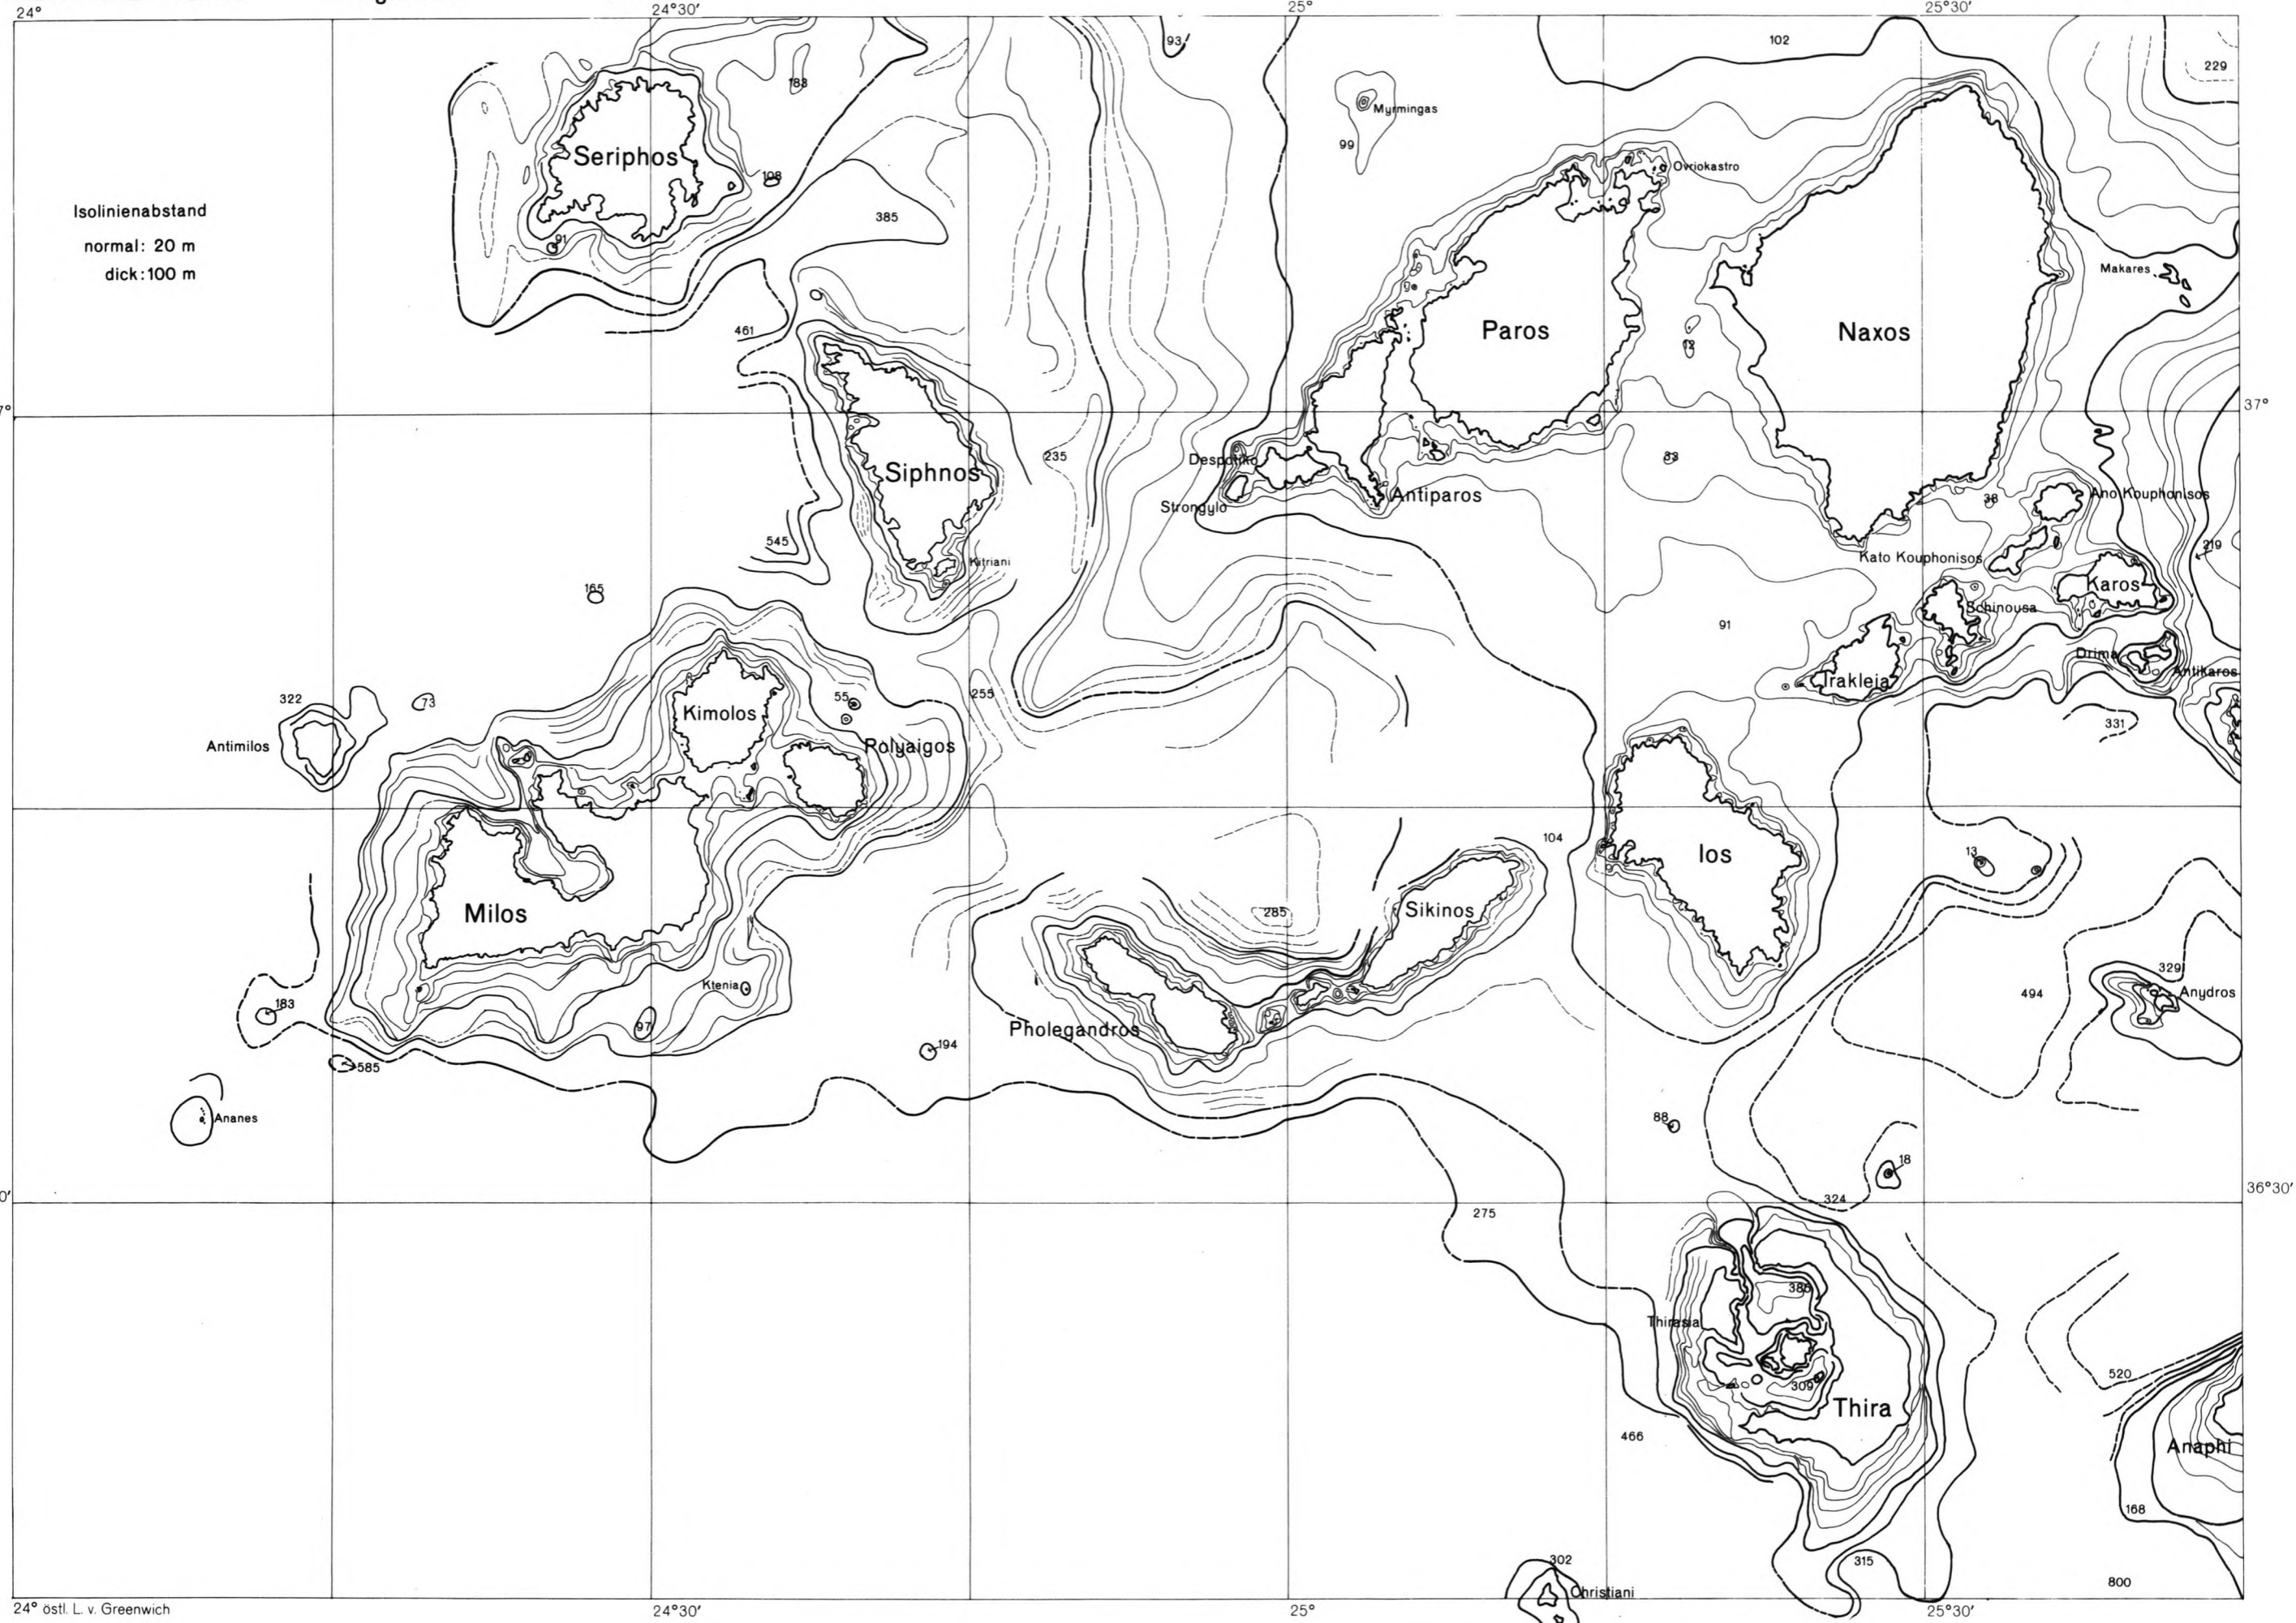 24°
24°30'
25°
25°30'
93
102
229
183
Myrmingas
99
Seriphos
Ovriokastro
108
Isolinienabstand
385
normal: 20 m
91
dick: 100 m
Makares
461
Paros
Naxos
12
37°
235
33
Despotiko
Siphnos
Antiparos
38
Ano Kouphonisos
Strongylo
545
219
Kato Kouphonisos
Kitriani
165
Karos
Schinousa
91
Drima
Antikaros
Irakleia
322
73
55
255
Kimolos
331
Antimilos
Polyaigos
104
13
Ios
285
Sikinos
Milos
329
Ktenia
494
Anydros
183
97
Pholegandros
194
585
88
Ananes
18
324
36°30'
275
385
Thirasia
520
309
Thira
466
Anaphi
168
302
315
800
Christiani
24° östl. L. v. Greenwich
24°30'
25°
25°30'